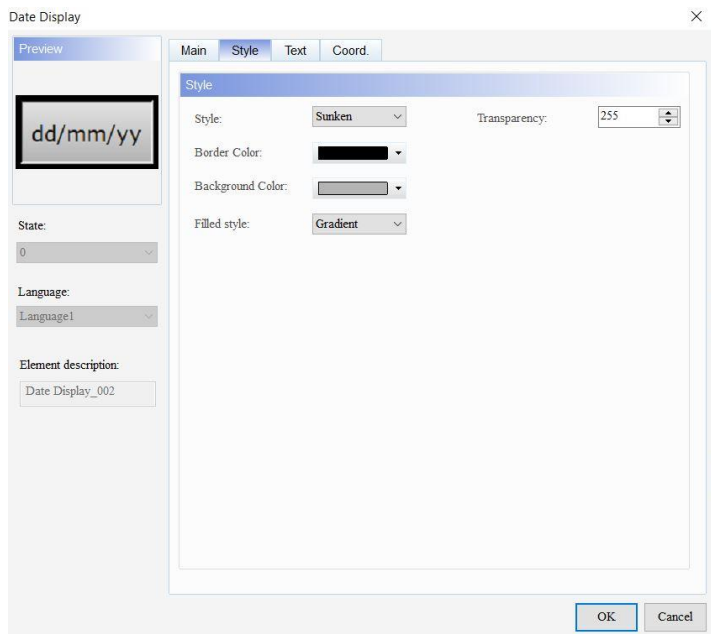 Date Display
Preview
dd/mm/yy
State:
0
Language:
Language1
Element description:
Date Display_002
Main Style Text Coord.
Style
Style: Sunken Transparency: 255
Border Color:
Background Color:
Filled style: Gradient
OK Cancel